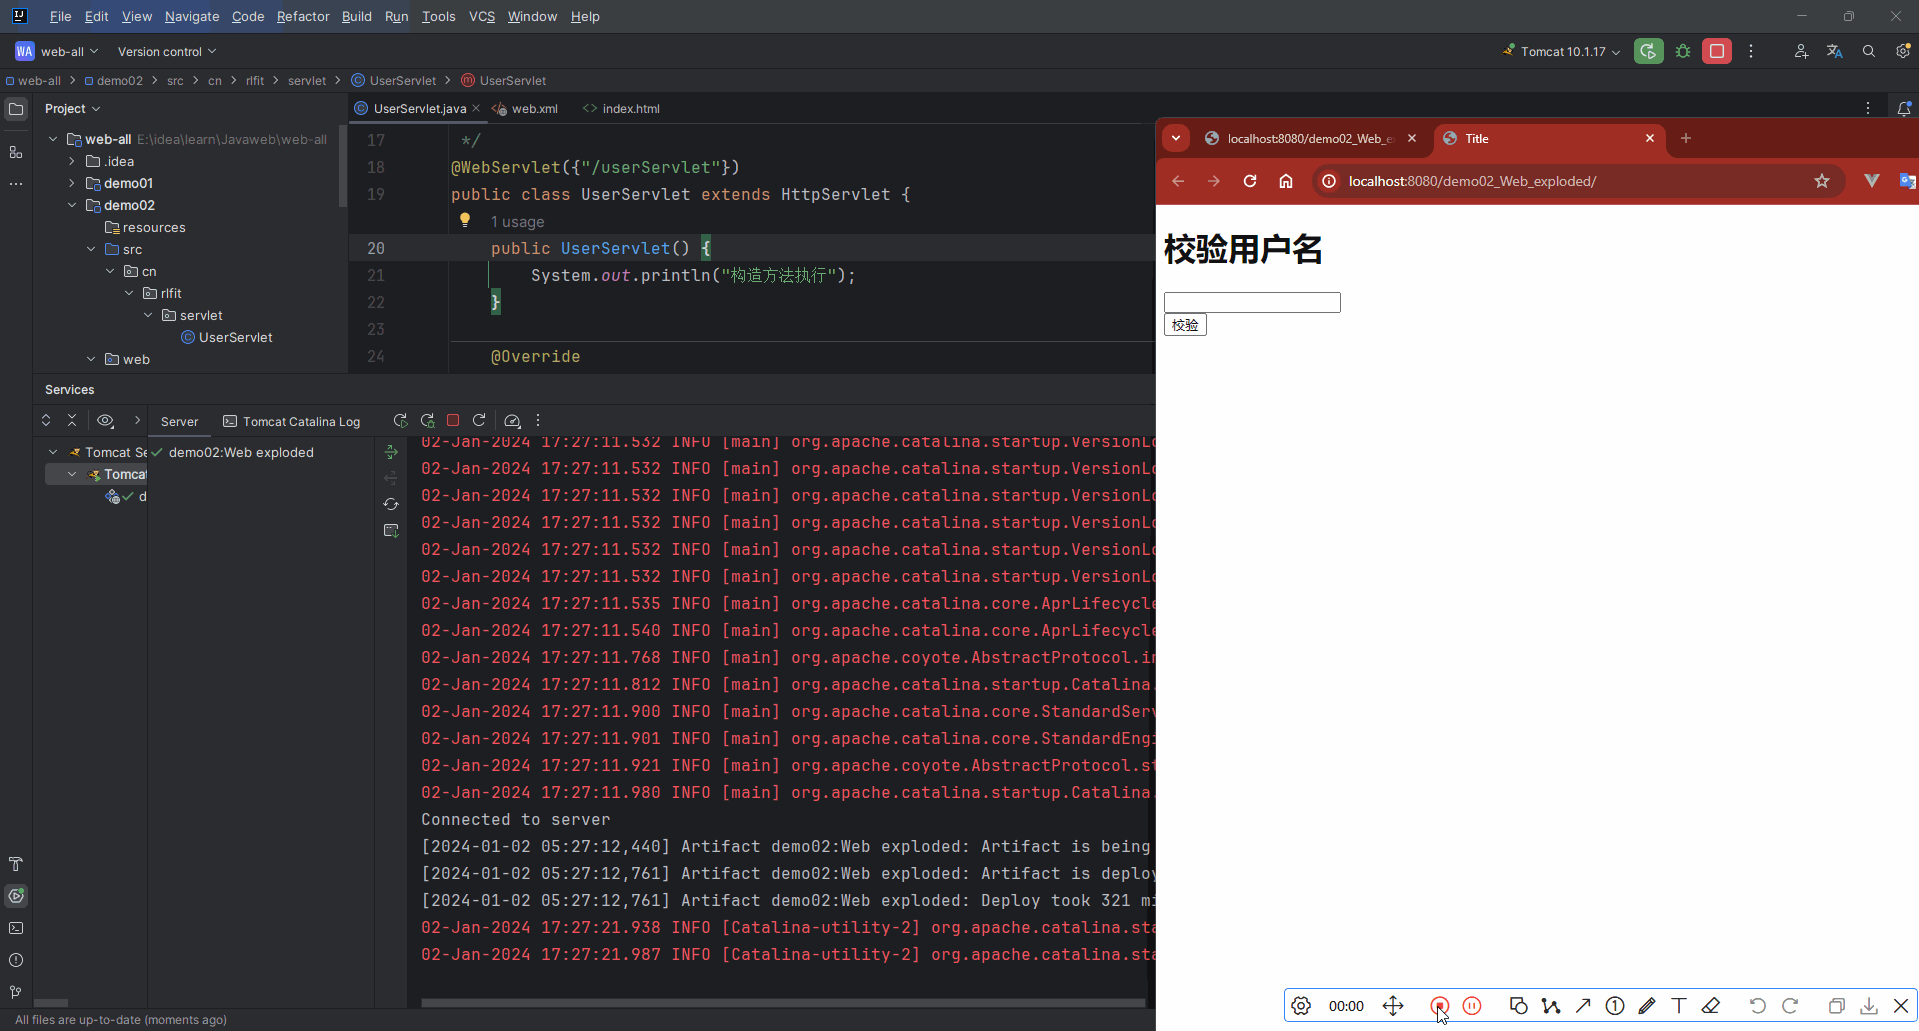 File Edit View Navigate Code Refactor Build Run Tools VCS Window Help
WA web-all Version control Tomcat 10.1.17
web-all demo02 src cn rlfit servlet UserServlet UserServlet
Project
UserServlet.java web.xml index.html
web-all E:\idea\learn\Javaweb\web-all
.idea
demo01
demo02
resources
src
cn
rlfit
servlet
UserServlet
web
17 */
18 @WebServlet({"/userServlet"})
19 public class UserServlet extends HttpServlet {
1 usage
20 public UserServlet() {
21 System.out.println("构造方法执行");
22 }
23
24 @Override
Services
Server Tomcat Catalina Log
Tomcat Se
Tomca
d
demo02:Web exploded
02-Jan-2024 17:27:11.532 INFO [main] org.apache.catalina.startup.VersionLo
02-Jan-2024 17:27:11.532 INFO [main] org.apache.catalina.startup.VersionLo
02-Jan-2024 17:27:11.532 INFO [main] org.apache.catalina.startup.VersionLo
02-Jan-2024 17:27:11.532 INFO [main] org.apache.catalina.startup.VersionLo
02-Jan-2024 17:27:11.532 INFO [main] org.apache.catalina.startup.VersionLo
02-Jan-2024 17:27:11.532 INFO [main] org.apache.catalina.startup.VersionLo
02-Jan-2024 17:27:11.535 INFO [main] org.apache.catalina.core.AprLifecycle
02-Jan-2024 17:27:11.540 INFO [main] org.apache.catalina.core.AprLifecycle
02-Jan-2024 17:27:11.768 INFO [main] org.apache.coyote.AbstractProtocol.in
02-Jan-2024 17:27:11.812 INFO [main] org.apache.catalina.startup.Catalina.
02-Jan-2024 17:27:11.900 INFO [main] org.apache.catalina.core.StandardServ
02-Jan-2024 17:27:11.901 INFO [main] org.apache.catalina.core.StandardEngi
02-Jan-2024 17:27:11.921 INFO [main] org.apache.coyote.AbstractProtocol.st
02-Jan-2024 17:27:11.980 INFO [main] org.apache.catalina.startup.Catalina.
Connected to server
[2024-01-02 05:27:12,440] Artifact demo02:Web exploded: Artifact is being
[2024-01-02 05:27:12,761] Artifact demo02:Web exploded: Artifact is deploy
[2024-01-02 05:27:12,761] Artifact demo02:Web exploded: Deploy took 321 mi
02-Jan-2024 17:27:21.938 INFO [Catalina-utility-2] org.apache.catalina.sta
02-Jan-2024 17:27:21.987 INFO [Catalina-utility-2] org.apache.catalina.sta
All files are up-to-date (moments ago)
localhost:8080/demo02_Web_e Title
localhost:8080/demo02_Web_exploded/
校验用户名
校验
00:00